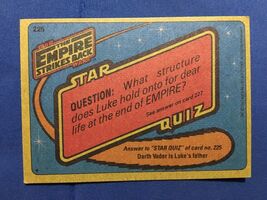 225
THE EMPIRE
STRIKES BACK
STAR
QUESTION: What structure
does Luke hold onto for dear
life at the end of EMPIRE?
See answer on card 227
QUIZ
Answer to "STAR QUIZ" of card no. 225
Darth Vader is Luke's father